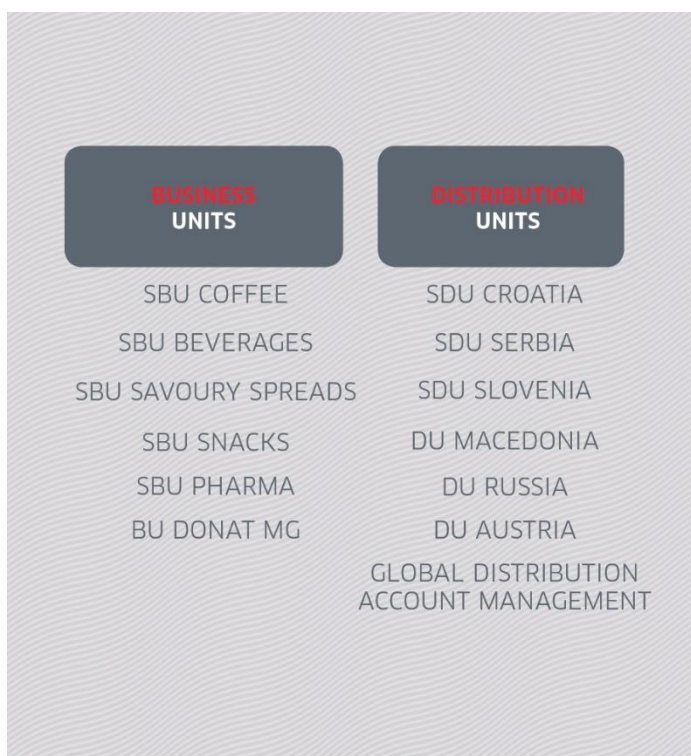 BUSINESS
UNITS
SBU COFFEE
SBU BEVERAGES
SBU SAVOURY SPREADS
SBU SNACKS
SBU PHARMA
BU DONAT MG
DISTRIBUTION
UNITS
SDU CROATIA
SDU SERBIA
SDU SLOVENIA
DU MACEDONIA
DU RUSSIA
DU AUSTRIA
GLOBAL DISTRIBUTION
ACCOUNT MANAGEMENT